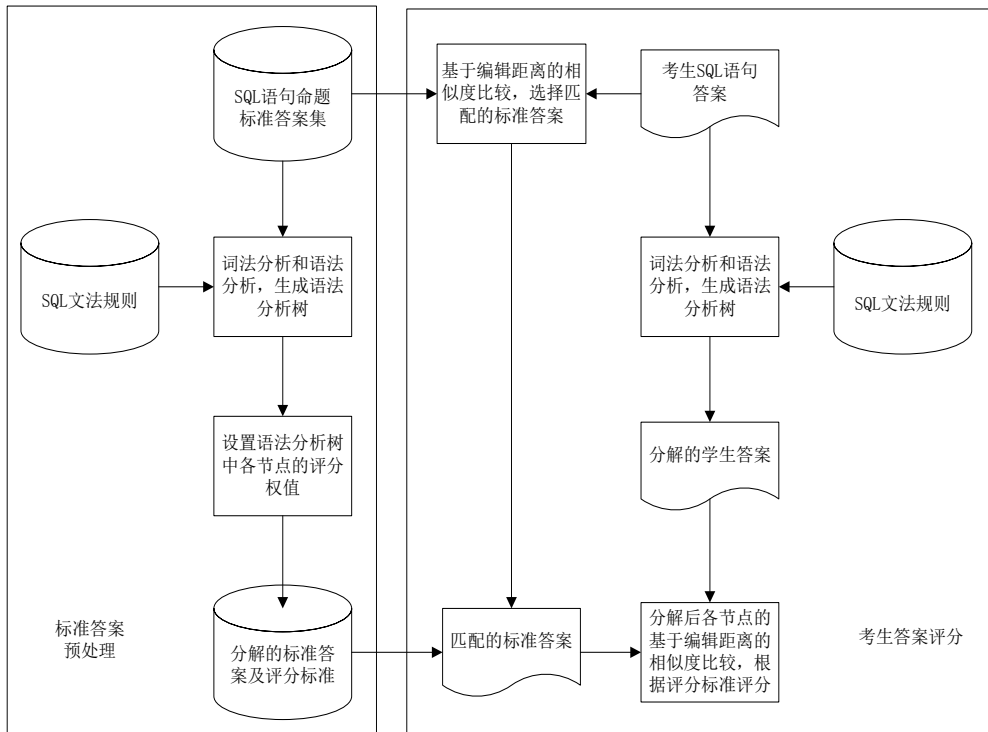 SQL语句命题
标准答案集
基于编辑距离的相
似度比较，选择匹
配的标准答案
考生SQL语句
答案
SQL文法规则
词法分析和语法
分析，生成语法
分析树
词法分析和语法
分析，生成语法
分析树
SQL文法规则
设置语法分析树
中各节点的评分
权值
分解的学生答案
标准答案
预处理
分解的标准答
案及评分标准
匹配的标准答案
分解后各节点的
基于编辑距离的
相似度比较，根
据评分标准评分
考生答案评分